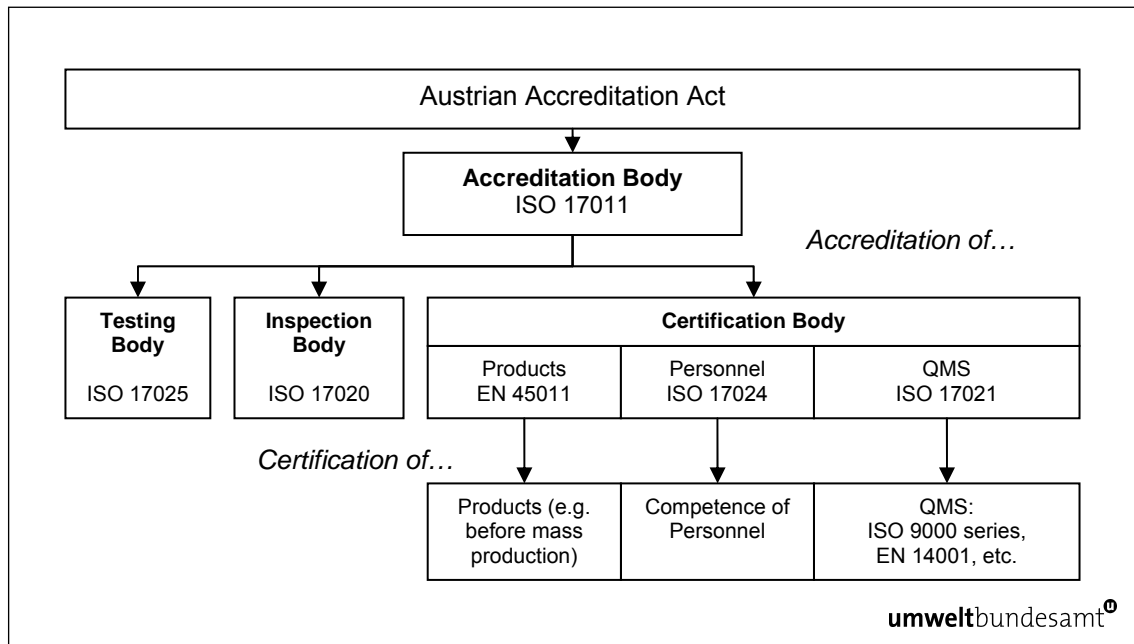 Austrian Accreditation Act
Accreditation Body
ISO 17011
Accreditation of…
Testing
Body
ISO 17025
Inspection
Body
ISO 17020
Certification Body
Products
EN 45011
Personnel
ISO 17024
QMS
ISO 17021
Certification of…
Products (e.g.
before mass
production)
Competence of
Personnel
QMS:
ISO 9000 series,
EN 14001, etc.
umweltbundesamt u